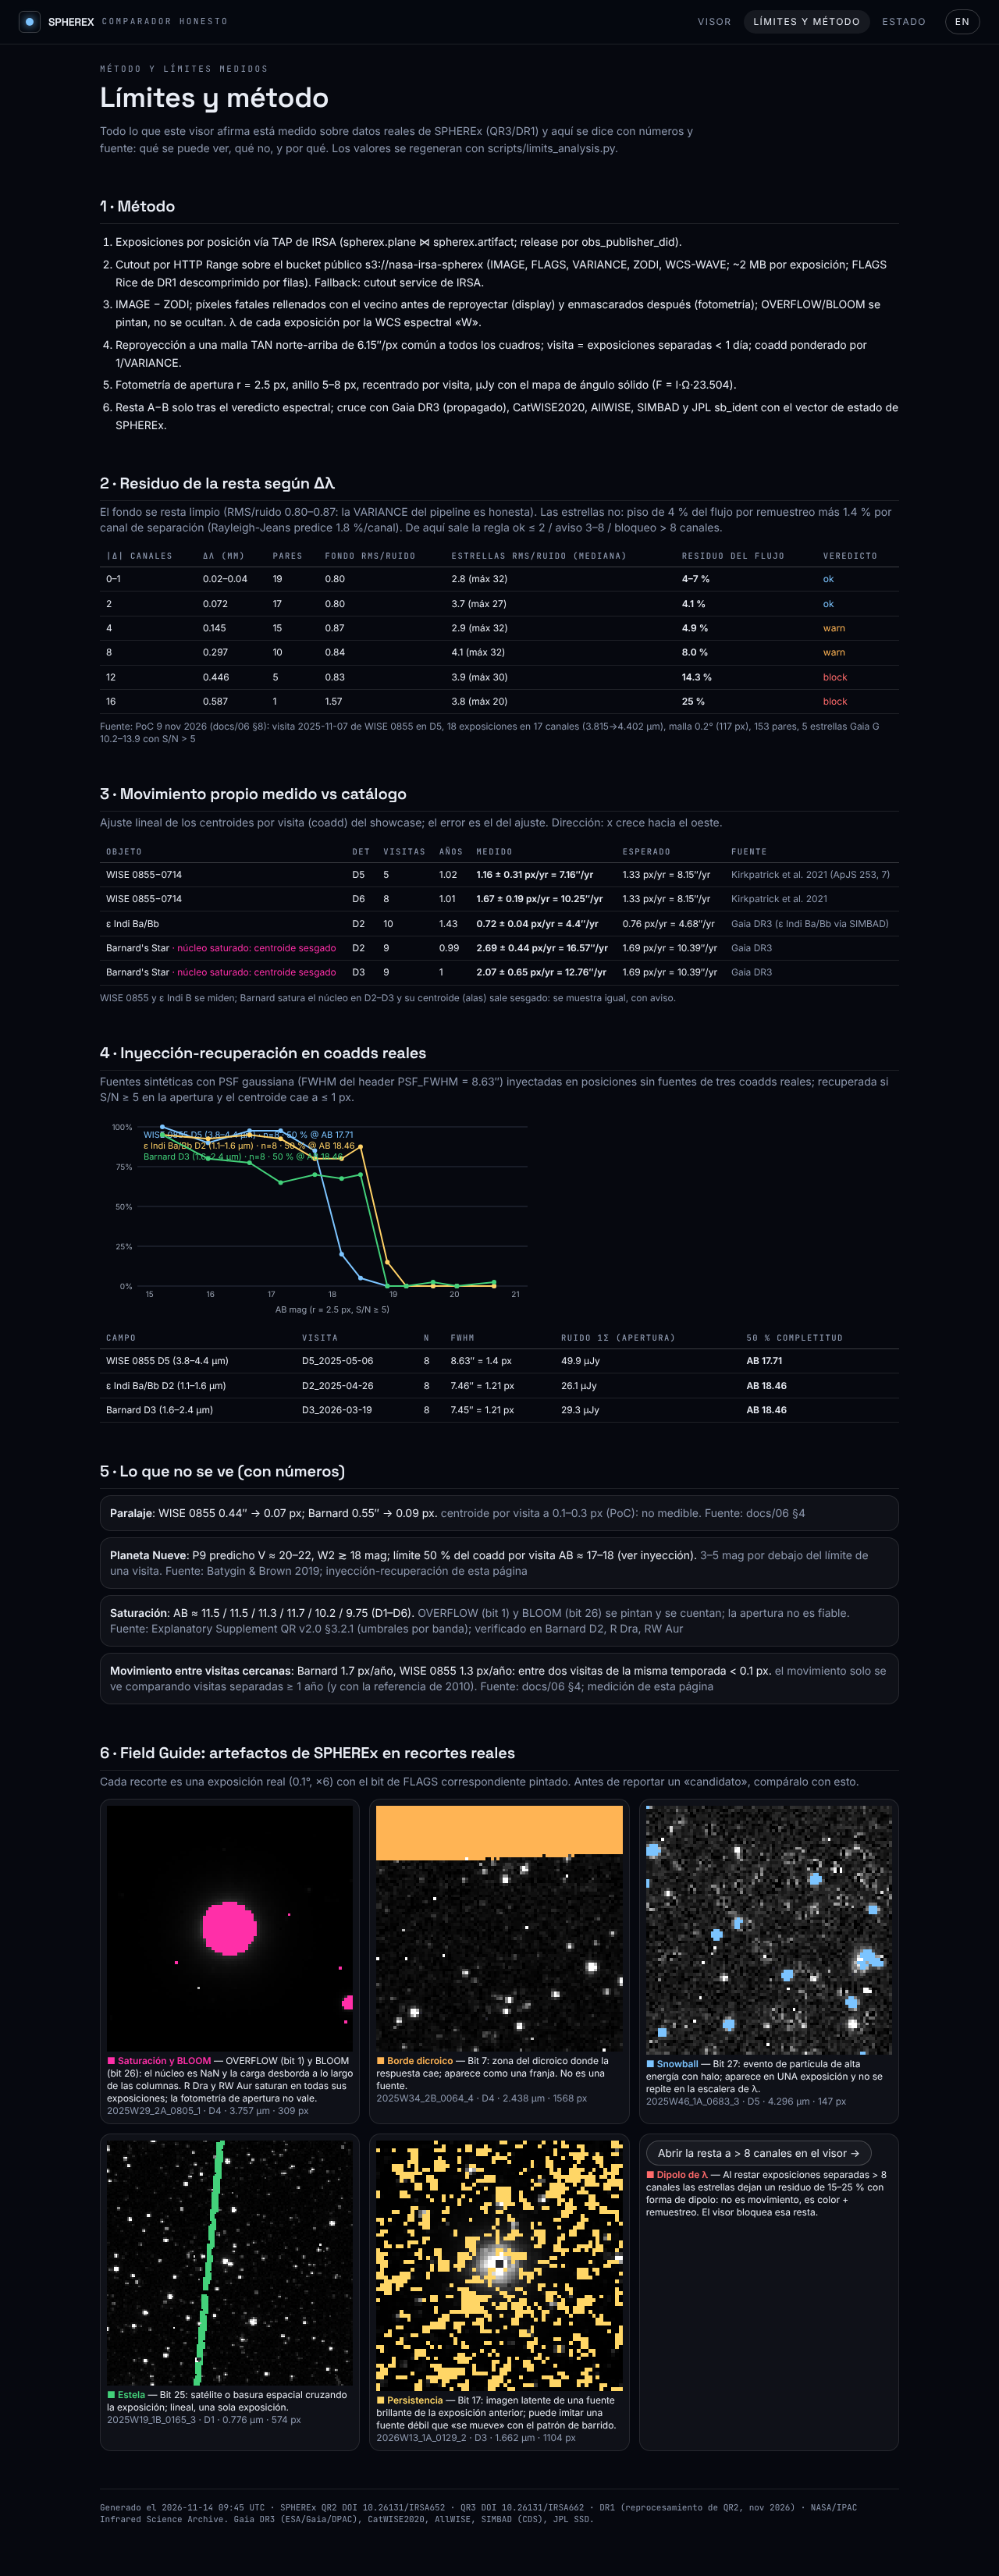 SPHEREX COMPARADOR HONESTO VISOR LÍMITES Y MÉTODO ESTADO EN
MÉTODO Y LÍMITES MEDIDOS
Límites y método
Todo lo que este visor afirma está medido sobre datos reales de SPHEREx (QR3/DR1) y aquí se dice con números y
fuente: qué se puede ver, qué no, y por qué. Los valores se regeneran con scripts/limits_analysis.py.
1 · Método
1. Exposiciones por posición vía TAP de IRSA (spherex.plane ⋈ spherex.artifact; release por obs_publisher_did).
2. Cutout por HTTP Range sobre el bucket público s3://nasa-irsa-spherex (IMAGE, FLAGS, VARIANCE, ZODI, WCS-WAVE; ~2 MB por exposición; FLAGS
Rice de DR1 descomprimido por filas). Fallback: cutout service de IRSA.
3. IMAGE − ZODI; píxeles fatales rellenados con el vecino antes de reproyectar (display) y enmascarados después (fotometría); OVERFLOW/BLOOM se
pintan, no se ocultan. λ de cada exposición por la WCS espectral «W».
4. Reproyección a una malla TAN norte-arriba de 6.15″/px común a todos los cuadros; visita = exposiciones separadas < 1 día; coadd ponderado por
1/VARIANCE.
5. Fotometría de apertura r = 2.5 px, anillo 5–8 px, recentrado por visita, µJy con el mapa de ángulo sólido (F = I·Ω·23.504).
6. Resta A−B solo tras el veredicto espectral; cruce con Gaia DR3 (propagado), CatWISE2020, AllWISE, SIMBAD y JPL sb_ident con el vector de estado de
SPHEREx.
2 · Residuo de la resta según Δλ
El fondo se resta limpio (RMS/ruido 0.80–0.87: la VARIANCE del pipeline es honesta). Las estrellas no: piso de 4 % del flujo por remuestreo más 1.4 % por
canal de separación (Rayleigh-Jeans predice 1.8 %/canal). De aquí sale la regla ok ≤ 2 / aviso 3–8 / bloqueo > 8 canales.
|Δ| CANALES ΔΛ (ΜM) PARES FONDO RMS/RUIDO ESTRELLAS RMS/RUIDO (MEDIANA) RESIDUO DEL FLUJO VEREDICTO
0–1 0.02–0.04 19 0.80 2.8 (máx 32) 4–7 % ok
2 0.072 17 0.80 3.7 (máx 27) 4.1 % ok
4 0.145 15 0.87 2.9 (máx 32) 4.9 % warn
8 0.297 10 0.84 4.1 (máx 32) 8.0 % warn
12 0.446 5 0.83 3.9 (máx 30) 14.3 % block
16 0.587 1 1.57 3.8 (máx 20) 25 % block
Fuente: PoC 9 nov 2026 (docs/06 §8): visita 2025-11-07 de WISE 0855 en D5, 18 exposiciones en 17 canales (3.815→4.402 µm), malla 0.2° (117 px), 153 pares, 5 estrellas Gaia G
10.2–13.9 con S/N > 5
3 · Movimiento propio medido vs catálogo
Ajuste lineal de los centroides por visita (coadd) del showcase; el error es el del ajuste. Dirección: x crece hacia el oeste.
OBJETO DET VISITAS AÑOS MEDIDO ESPERADO FUENTE
WISE 0855−0714 D5 5 1.02 1.16 ± 0.31 px/yr = 7.16″/yr 1.33 px/yr = 8.15″/yr Kirkpatrick et al. 2021 (ApJS 253, 7)
WISE 0855−0714 D6 8 1.01 1.67 ± 0.19 px/yr = 10.25″/yr 1.33 px/yr = 8.15″/yr Kirkpatrick et al. 2021
ε Indi Ba/Bb D2 10 1.43 0.72 ± 0.04 px/yr = 4.4″/yr 0.76 px/yr = 4.68″/yr Gaia DR3 (ε Indi Ba/Bb via SIMBAD)
Barnard's Star · núcleo saturado: centroide sesgado D2 9 0.99 2.69 ± 0.44 px/yr = 16.57″/yr 1.69 px/yr = 10.39″/yr Gaia DR3
Barnard's Star · núcleo saturado: centroide sesgado D3 9 1 2.07 ± 0.65 px/yr = 12.76″/yr 1.69 px/yr = 10.39″/yr Gaia DR3
WISE 0855 y ε Indi B se miden; Barnard satura el núcleo en D2–D3 y su centroide (alas) sale sesgado: se muestra igual, con aviso.
4 · Inyección-recuperación en coadds reales
Fuentes sintéticas con PSF gaussiana (FWHM del header PSF_FWHM = 8.63″) inyectadas en posiciones sin fuentes de tres coadds reales; recuperada si
S/N ≥ 5 en la apertura y el centroide cae a ≤ 1 px.
100%
WISE 0855 D5 (3.8–4.4 µm) · n=8 · 50 % @ AB 17.71
ε Indi Ba/Bb D2 (1.1–1.6 µm) · n=8 · 50 % @ AB 18.46
Barnard D3 (1.6–2.4 µm) · n=8 · 50 % @ AB 18.46
75%
50%
25%
0%
15 16 17 18 19 20 21
AB mag (r = 2.5 px, S/N ≥ 5)
CAMPO VISITA N FWHM RUIDO 1Σ (APERTURA) 50 % COMPLETITUD
WISE 0855 D5 (3.8–4.4 µm) D5_2025-05-06 8 8.63″ = 1.4 px 49.9 µJy AB 17.71
ε Indi Ba/Bb D2 (1.1–1.6 µm) D2_2025-04-26 8 7.46″ = 1.21 px 26.1 µJy AB 18.46
Barnard D3 (1.6–2.4 µm) D3_2026-03-19 8 7.45″ = 1.21 px 29.3 µJy AB 18.46
5 · Lo que no se ve (con números)
Paralaje: WISE 0855 0.44″ → 0.07 px; Barnard 0.55″ → 0.09 px. centroide por visita a 0.1–0.3 px (PoC): no medible. Fuente: docs/06 §4
Planeta Nueve: P9 predicho V ≈ 20–22, W2 ≳ 18 mag; límite 50 % del coadd por visita AB ≈ 17–18 (ver inyección). 3–5 mag por debajo del límite de
una visita. Fuente: Batygin & Brown 2019; inyección-recuperación de esta página
Saturación: AB ≈ 11.5 / 11.5 / 11.3 / 11.7 / 10.2 / 9.75 (D1–D6). OVERFLOW (bit 1) y BLOOM (bit 26) se pintan y se cuentan; la apertura no es fiable.
Fuente: Explanatory Supplement QR v2.0 §3.2.1 (umbrales por banda); verificado en Barnard D2, R Dra, RW Aur
Movimiento entre visitas cercanas: Barnard 1.7 px/año, WISE 0855 1.3 px/año: entre dos visitas de la misma temporada < 0.1 px. el movimiento solo se
ve comparando visitas separadas ≥ 1 año (y con la referencia de 2010). Fuente: docs/06 §4; medición de esta página
6 · Field Guide: artefactos de SPHEREx en recortes reales
Cada recorte es una exposición real (0.1°, ×6) con el bit de FLAGS correspondiente pintado. Antes de reportar un «candidato», compáralo con esto.
Saturación y BLOOM — OVERFLOW (bit 1) y BLOOM
(bit 26): el núcleo es NaN y la carga desborda a lo largo
de las columnas. R Dra y RW Aur saturan en todas sus
exposiciones; la fotometría de apertura no vale.
2025W29_2A_0805_1 · D4 · 3.757 µm · 309 px
Borde dicroico — Bit 7: zona del dicroico donde la
respuesta cae; aparece como una franja. No es una
fuente.
2025W34_2B_0064_4 · D4 · 2.438 µm · 1568 px
Snowball — Bit 27: evento de partícula de alta
energía con halo; aparece en UNA exposición y no se
repite en la escalera de λ.
2025W46_1A_0683_3 · D5 · 4.296 µm · 147 px
Estela — Bit 25: satélite o basura espacial cruzando
la exposición; lineal, una sola exposición.
2025W19_1B_0165_3 · D1 · 0.776 µm · 574 px
Persistencia — Bit 17: imagen latente de una fuente
brillante de la exposición anterior; puede imitar una
fuente débil que «se mueve» con el patrón de barrido.
2026W13_1A_0129_2 · D3 · 1.662 µm · 1104 px
Abrir la resta a > 8 canales en el visor →
Dipolo de λ — Al restar exposiciones separadas > 8
canales las estrellas dejan un residuo de 15–25 % con
forma de dipolo: no es movimiento, es color +
remuestreo. El visor bloquea esa resta.
Generado el 2026-11-14 09:45 UTC · SPHEREx QR2 DOI 10.26131/IRSA652 · QR3 DOI 10.26131/IRSA662 · DR1 (reprocesamiento de QR2, nov 2026) · NASA/IPAC
Infrared Science Archive. Gaia DR3 (ESA/Gaia/DPAC), CatWISE2020, AllWISE, SIMBAD (CDS), JPL SSD.